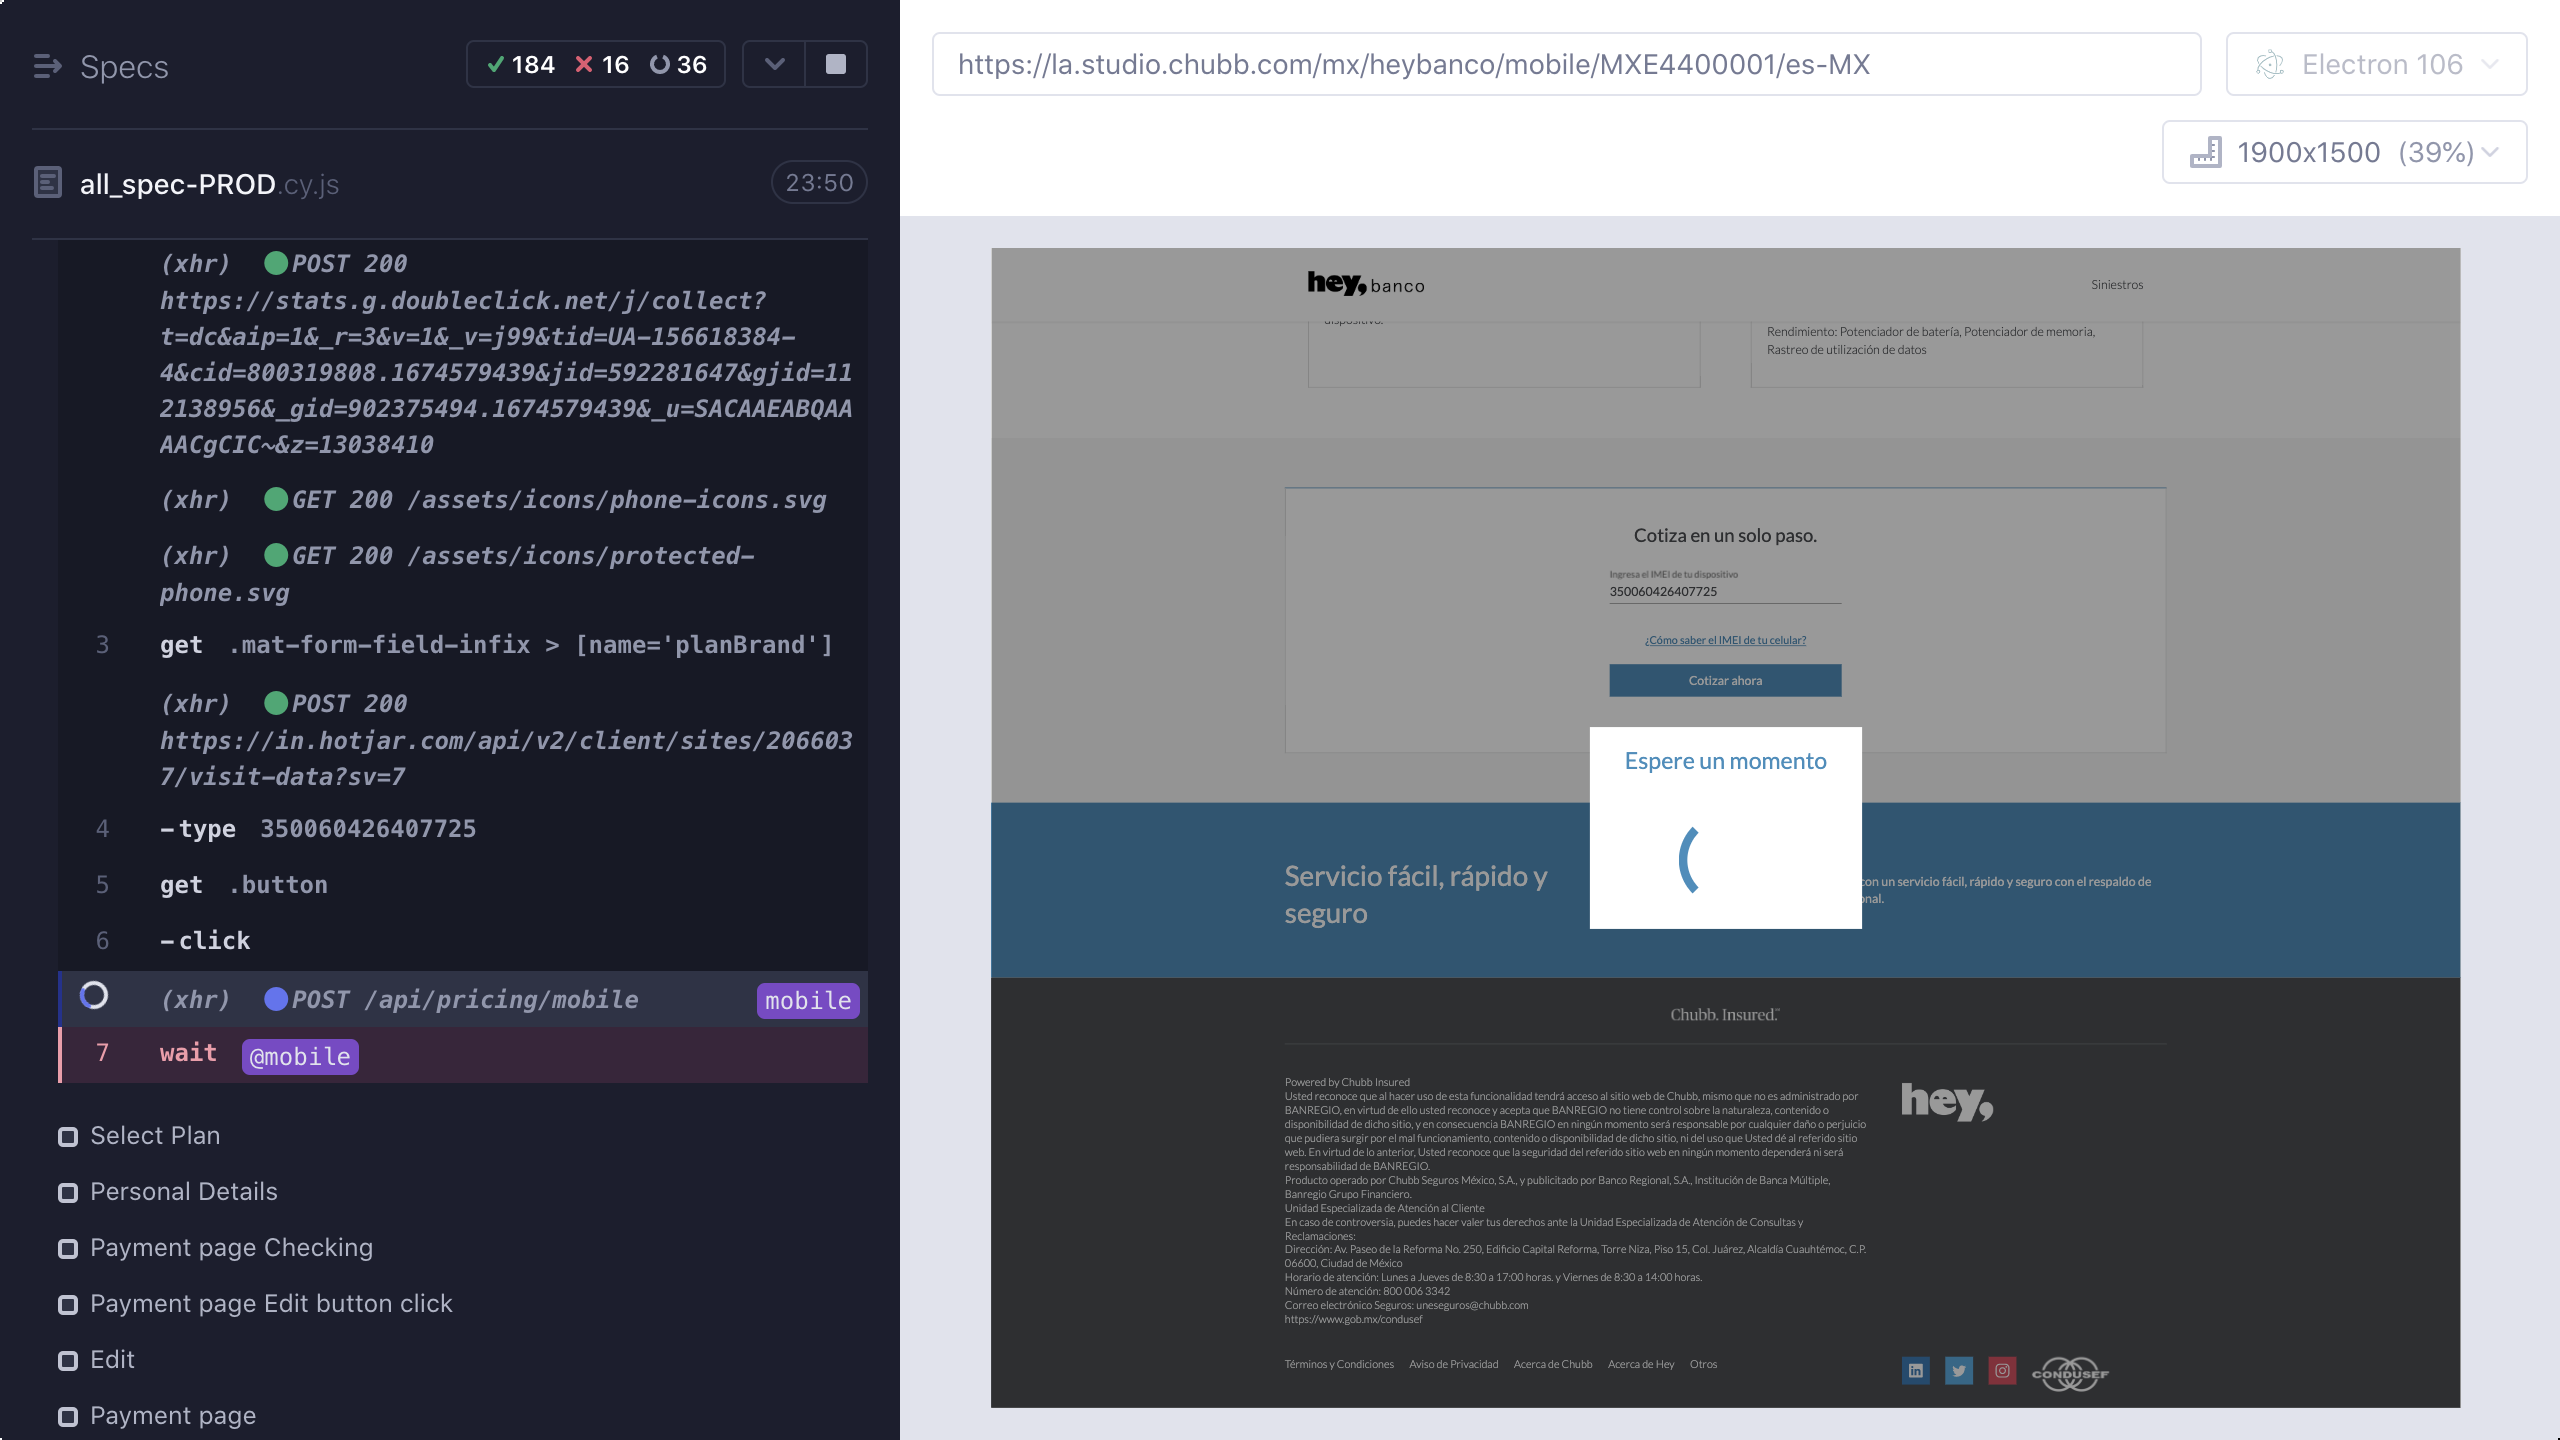 Specs
184 16 36
all_spec-PROD.cy.js 23:50
(xhr) POST 200
https://stats.g.doubleclick.net/j/collect?
t=dc&aip=1&_r=3&v=1&_v=j99&tid=UA-156618384-
4&cid=800319808.1674579439&jid=592281647&gjid=11
2138956&_gid=902375494.1674579439&_u=SACAAEABQAA
AACgCIC~&z=13038410
(xhr) GET 200 /assets/icons/phone-icons.svg
(xhr) GET 200 /assets/icons/protected-
phone.svg
3 get .mat-form-field-infix > [name='planBrand']
(xhr) POST 200
https://in.hotjar.com/api/v2/client/sites/206603
7/visit-data?sv=7
4 -type 350060426407725
5 get .button
6 -click
(xhr) POST /api/pricing/mobile mobile
7 wait @mobile
Select Plan
Personal Details
Payment page Checking
Payment page Edit button click
Edit
Payment page
https://la.studio.chubb.com/mx/heybanco/mobile/MXE4400001/es-MX
Electron 106
1900x1500 (39%)
hey, banco
Siniestros
dispositivo.
Rendimiento: Potenciador de batería, Potenciador de memoria,
Rastreo de utilización de datos
Cotiza en un solo paso.
Ingresa el IMEI de tu dispositivo
350060426407725
¿Cómo saber el IMEI de tu celular?
Cotizar ahora
Espere un momento
Servicio fácil, rápido y
seguro
con un servicio fácil, rápido y seguro con el respaldo de
onal.
Chubb. Insured.™
Powered by Chubb Insured
Usted reconoce que al hacer uso de esta funcionalidad tendrá acceso al sitio web de Chubb, mismo que no es administrado por
BANREGIO, en virtud de ello usted reconoce y acepta que BANREGIO no tiene control sobre la naturaleza, contenido o
disponibilidad de dicho sitio, y en consecuencia BANREGIO en ningún momento será responsable por cualquier daño o perjuicio
que pudiera surgir por el mal funcionamiento, contenido o disponibilidad de dicho sitio, ni del uso que Usted dé al referido sitio
web. En virtud de lo anterior, Usted reconoce que la seguridad del referido sitio web en ningún momento dependerá ni será
responsabilidad de BANREGIO.
Producto operado por Chubb Seguros México, S.A., y publicitado por Banco Regional, S.A., Institución de Banca Múltiple,
Banregio Grupo Financiero.
Unidad Especializada de Atención al Cliente
En caso de controversia, puedes hacer valer tus derechos ante la Unidad Especializada de Atención de Consultas y
Reclamaciones:
Dirección: Av. Paseo de la Reforma No. 250, Edificio Capital Reforma, Torre Niza, Piso 15, Col. Juárez, Alcaldía Cuauhtémoc, C.P.
06600, Ciudad de México
Horario de atención: Lunes a Jueves de 8:30 a 17:00 horas. y Viernes de 8:30 a 14:00 horas.
Número de atención: 800 006 3342
Correo electrónico Seguros: uneseguros@chubb.com
https://www.gob.mx/condusef
hey,
Términos y Condiciones Aviso de Privacidad Acerca de Chubb Acerca de Hey Otros
CONDUSEF